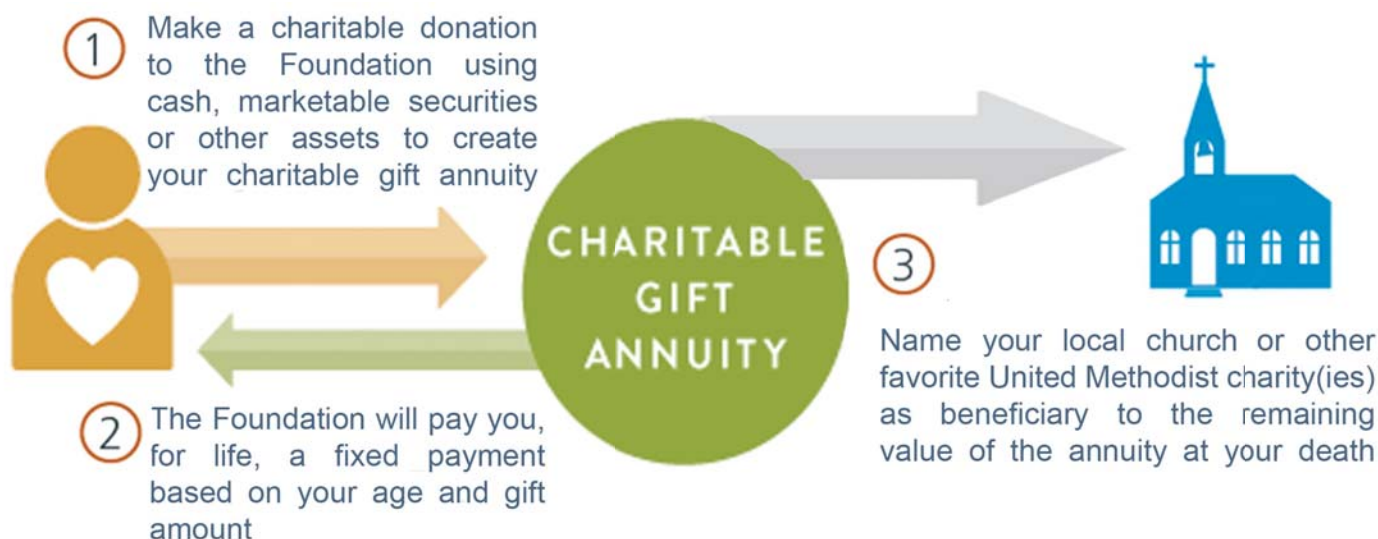 1
Make a charitable donation
to the Foundation using
cash, marketable securities
or other assets to create
your charitable gift annuity
CHARITABLE
GIFT
ANNUITY
2
The Foundation will pay you,
for life, a fixed payment
based on your age and gift
amount
3
Name your local church or other
favorite United Methodist charity(ies)
as beneficiary to the remaining
value of the annuity at your death